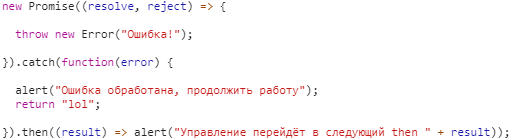 new Promise((resolve, reject) => {
throw new Error("Ошибка!");
}).catch(function(error) {
alert("Ошибка обработана, продолжить работу");
return "lol";
}).then((result) => alert("Управление перейдёт в следующий then " + result));